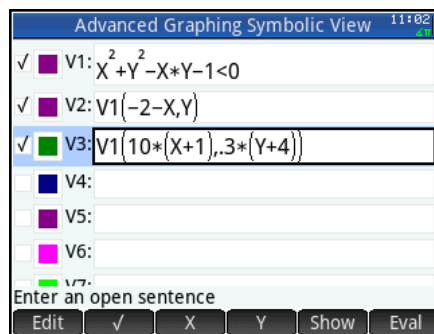 Advanced Graphing Symbolic View 11:02
∡π
√ V1: X²+Y²−X*Y−1<0
√ V2: V1(−2−X,Y)
√ V3: V1(10*(X+1),.3*(Y+4))
V4:
V5:
V6:
V7:
Enter an open sentence
Edit √ X Y Show Eval